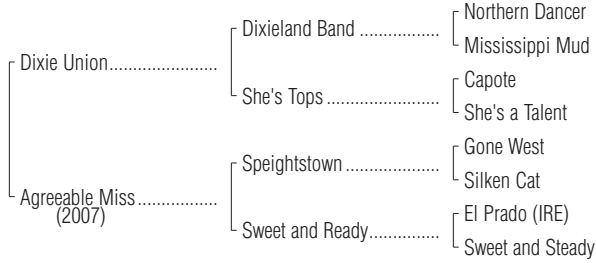 Northern Dancer
Dixieland Band ..................
Mississippi Mud
Dixie Union........................
Capote
She's Tops .........................
She's a Talent
Gone West
Speightstown .....................
Silken Cat
Agreeable Miss..................
(2007)
El Prado (IRE)
Sweet and Ready................
Sweet and Steady